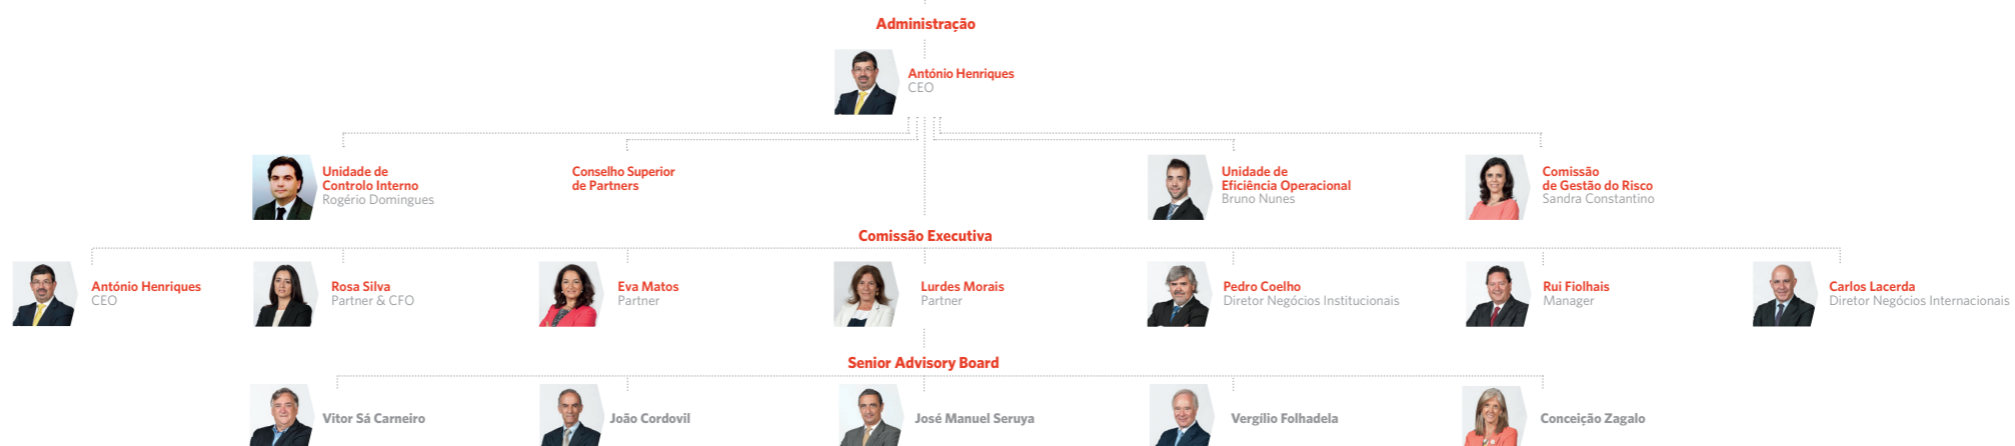 Administração
António Henriques
CEO
Unidade de
Controlo Interno
Rogério Domingues
Conselho Superior
de Partners
Unidade de
Eficiência Operacional
Bruno Nunes
Comissão
de Gestão do Risco
Sandra Constantino
Comissão Executiva
António Henriques
CEO
Rosa Silva
Partner & CFO
Eva Matos
Partner
Lurdes Morais
Partner
Pedro Coelho
Diretor Negócios Institucionais
Rui Fiolhais
Manager
Carlos Lacerda
Diretor Negócios Internacionais
Senior Advisory Board
Vitor Sá Carneiro
João Cordovil
José Manuel Seruya
Vergílio Folhadela
Conceição Zagalo